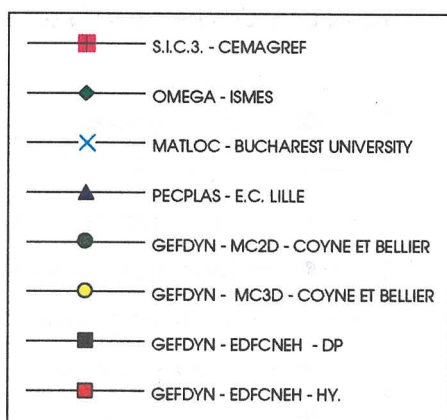 S.I.C.3. - CEMAGREF
OMEGA - ISMES
MATLOC - BUCHAREST UNIVERSITY
PECPLAS - E.C. LILLE
GEFDYN - MC2D - COYNE ET BELLIER
GEFDYN - MC3D - COYNE ET BELLIER
GEFDYN - EDFCNEH - DP
GEFDYN - EDFCNEH - HY.